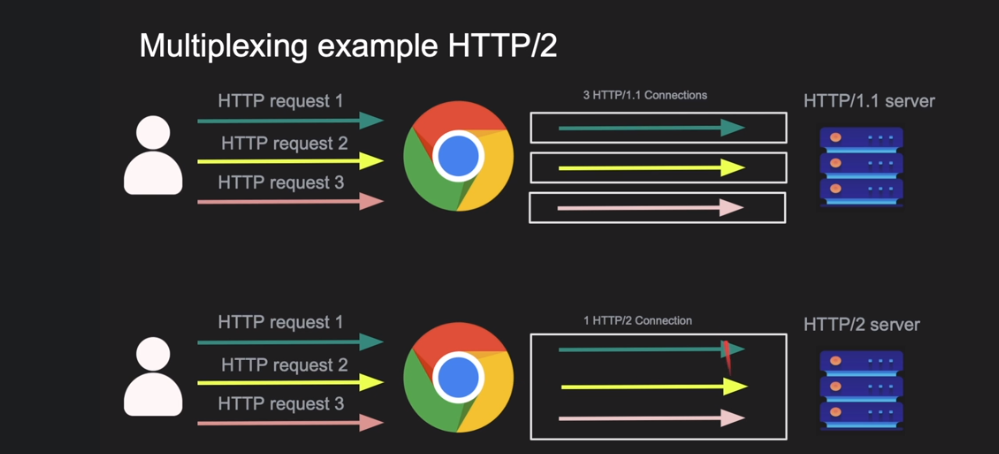 Multiplexing example HTTP/2
HTTP request 1
HTTP request 2
HTTP request 3
3 HTTP/1.1 Connections
HTTP/1.1 server
HTTP request 1
HTTP request 2
HTTP request 3
1 HTTP/2 Connection
HTTP/2 server